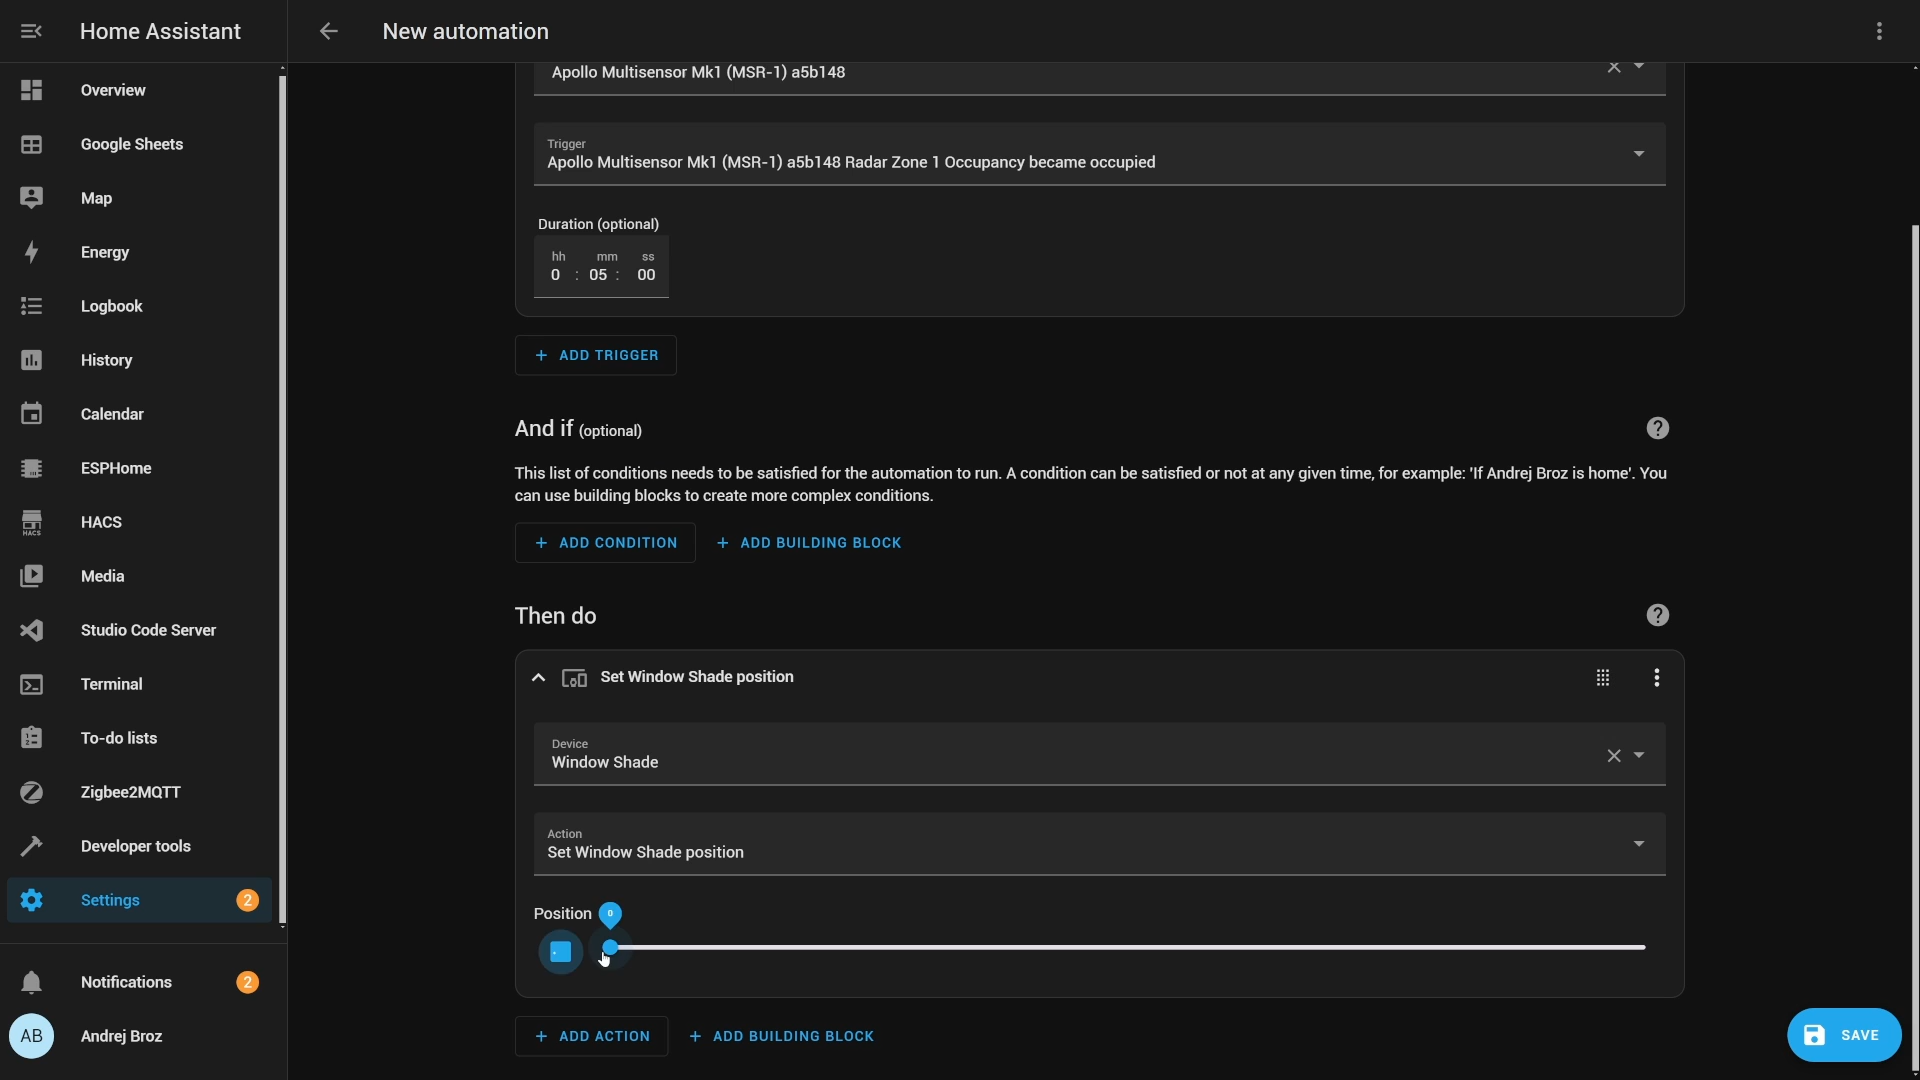 Home Assistant
New automation
Overview
Google Sheets
Map
Energy
Logbook
History
Calendar
ESPHome
HACS
HACS
Media
Studio Code Server
Terminal
To-do lists
Zigbee2MQTT
Developer tools
Settings
2
Notifications
2
AB
Andrej Broz
Apollo Multisensor Mk1 (MSR-1) a5b148
Trigger
Apollo Multisensor Mk1 (MSR-1) a5b148 Radar Zone 1 Occupancy became occupied
Duration (optional)
hh mm ss
0 : 05 : 00
+ ADD TRIGGER
And if (optional)
This list of conditions needs to be satisfied for the automation to run. A condition can be satisfied or not at any given time, for example: 'If Andrej Broz is home'. You
can use building blocks to create more complex conditions.
+ ADD CONDITION
+ ADD BUILDING BLOCK
Then do
Set Window Shade position
Device
Window Shade
Action
Set Window Shade position
Position
0
+ ADD ACTION
+ ADD BUILDING BLOCK
SAVE